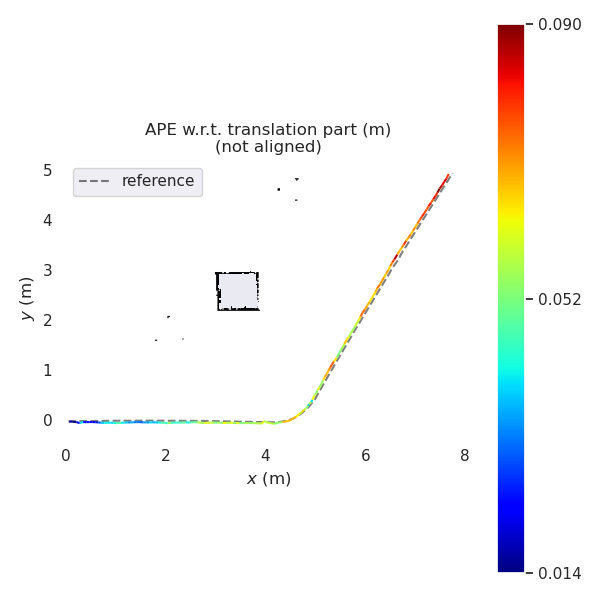 APE w.r.t. translation part (m)
(not aligned)
reference
5
4
3
2
1
0
y (m)
0
2
4
6
8
x (m)
0.090
0.052
0.014